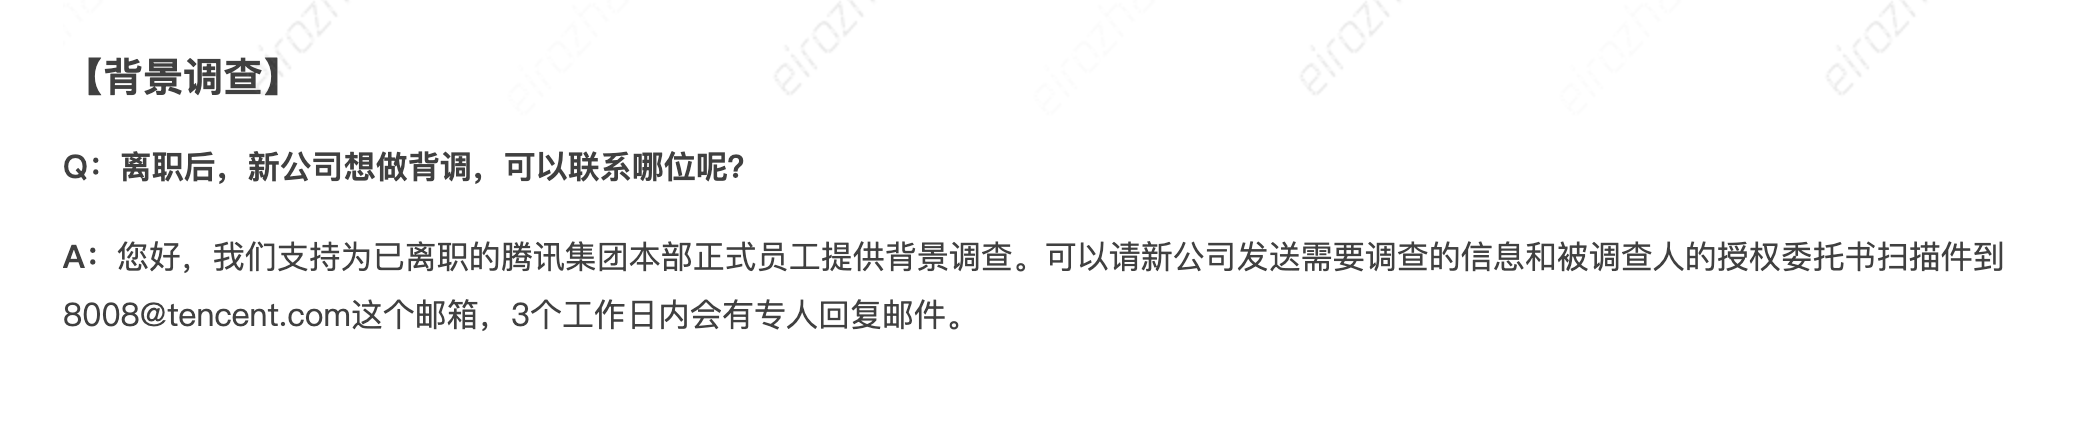 【背景调查】
Q：离职后，新公司想做背调，可以联系哪位呢？
A：您好，我们支持为已离职的腾讯集团本部正式员工提供背景调查。可以请新公司发送需要调查的信息和被调查人的授权委托书扫描件到
8008@tencent.com这个邮箱，3个工作日内会有专人回复邮件。